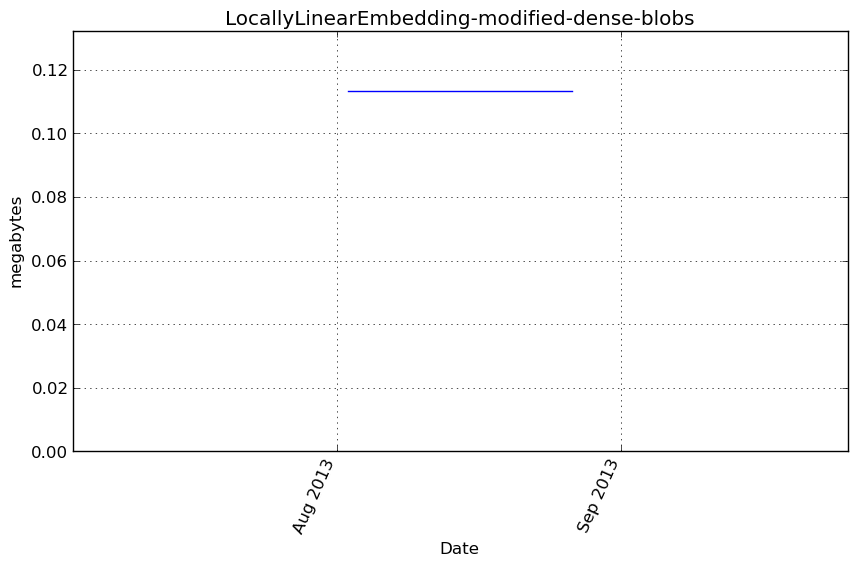 LocallyLinearEmbedding-modified-dense-blobs
0.12
0.10
0.08
0.06
0.04
0.02
0.00
megabytes
Aug 2013
Sep 2013
Date